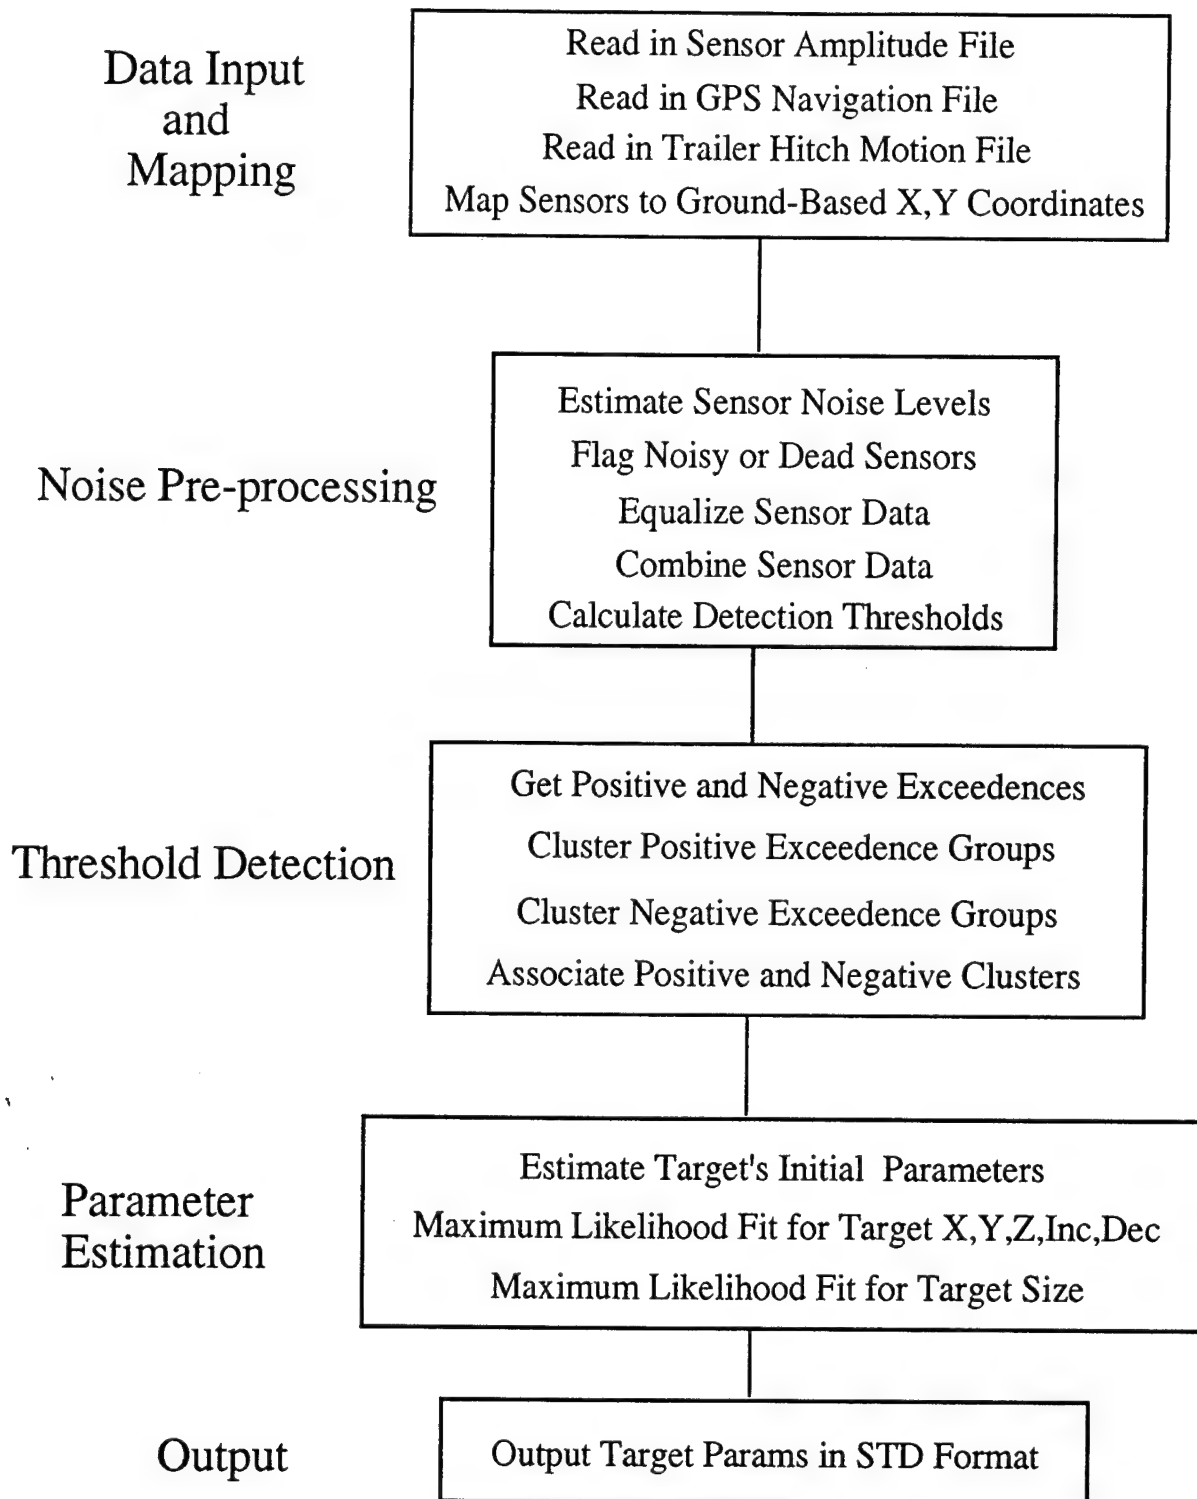 Data Input
and
Mapping
Read in Sensor Amplitude File
Read in GPS Navigation File
Read in Trailer Hitch Motion File
Map Sensors to Ground-Based X,Y Coordinates
Noise Pre-processing
Estimate Sensor Noise Levels
Flag Noisy or Dead Sensors
Equalize Sensor Data
Combine Sensor Data
Calculate Detection Thresholds
Threshold Detection
Get Positive and Negative Exceedences
Cluster Positive Exceedence Groups
Cluster Negative Exceedence Groups
Associate Positive and Negative Clusters
Parameter
Estimation
Estimate Target's Initial Parameters
Maximum Likelihood Fit for Target X,Y,Z,Inc,Dec
Maximum Likelihood Fit for Target Size
Output
Output Target Params in STD Format